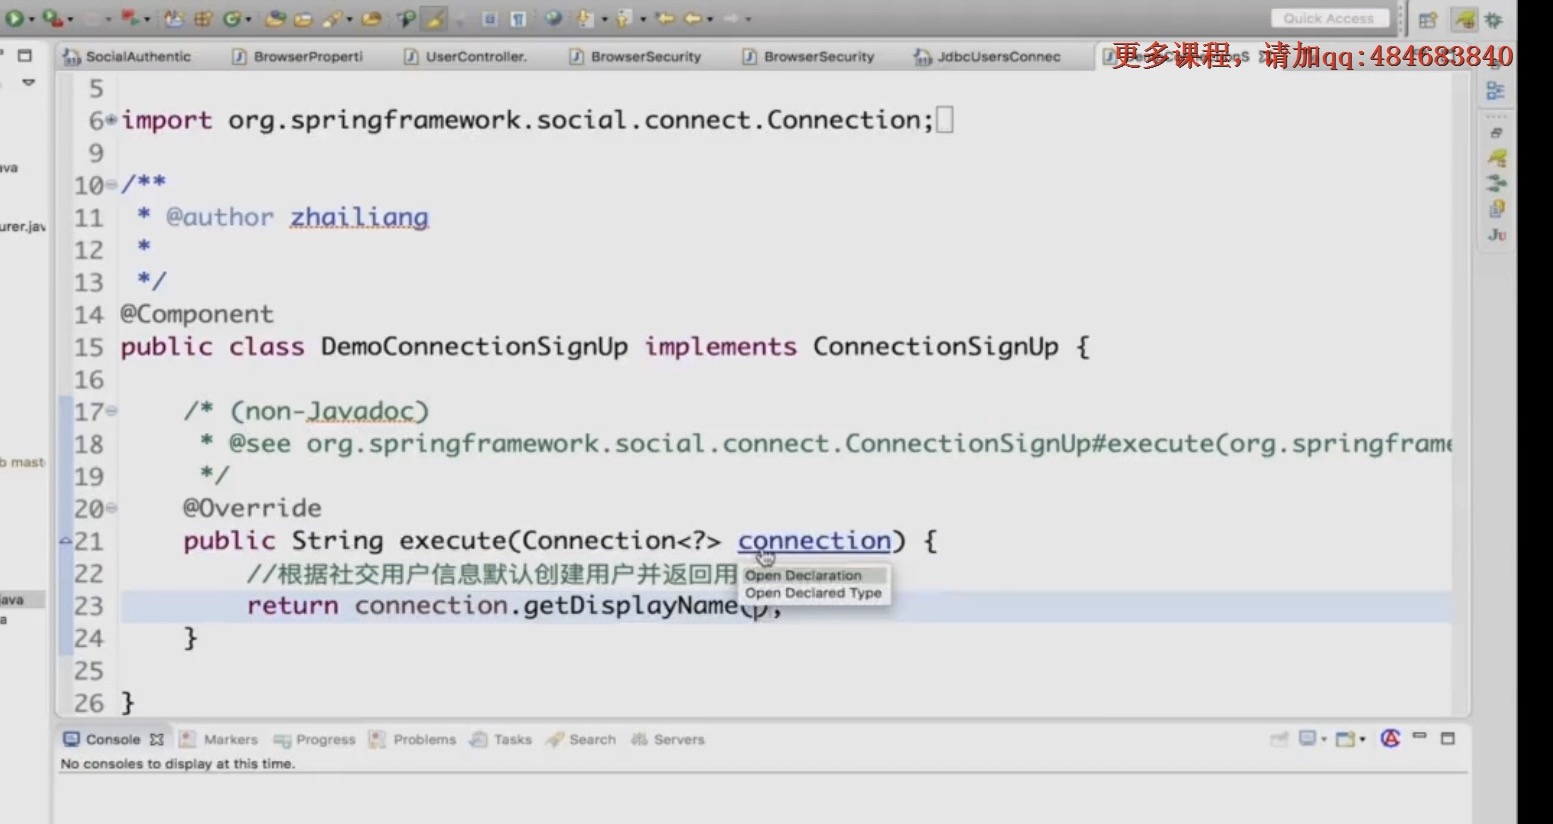 Quick Access
SocialAuthentic
BrowserProperti
UserController.
BrowserSecurity
BrowserSecurity
JdbcUsersConnec
更多课程，请加qq:484683840
5
6 import org.springframework.social.connect.Connection;
9
10 /**
11 * @author zhailiang
12 *
13 */
14 @Component
15 public class DemoConnectionSignUp implements ConnectionSignUp {
16
17 /* (non-Javadoc)
18 * @see org.springframework.social.connect.ConnectionSignUp#execute(org.springframe
19 */
20 @Override
21 public String execute(Connection<?> connection) {
22 //根据社交用户信息默认创建用户并返回用
Open Declaration
Open Declared Type
23 return connection.getDisplayName();
24 }
25
26 }
ava
urer.jav
b mast
java
a
Ju
Console
Markers
Progress
Problems
Tasks
Search
Servers
No consoles to display at this time.